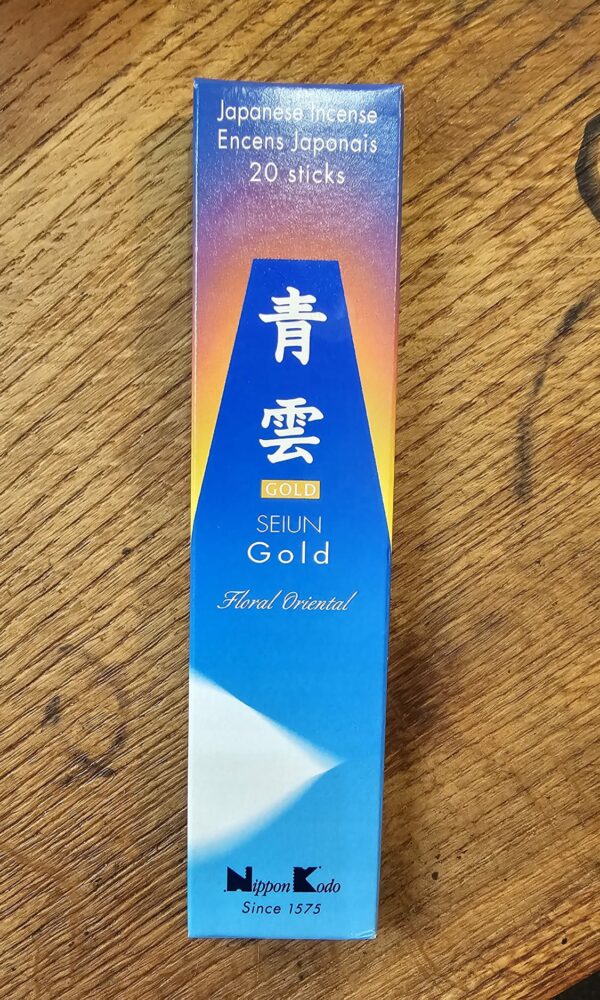 Japanese Incense
Encens Japonais
20 sticks
青
雲
GOLD
SEIUN
Gold
Floral Oriental
Nippon Kodo
Since 1575